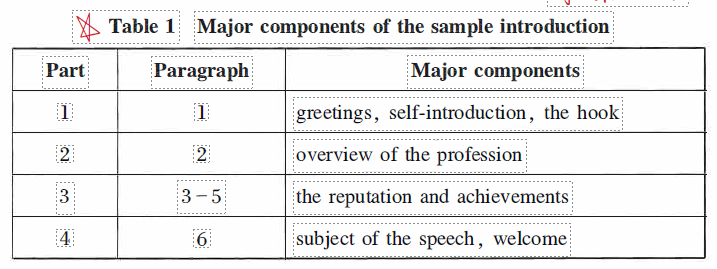 Table 1 Major components of the sample introduction
Part Paragraph Major components
1 1 greetings, self-introduction, the hook
2 2 overview of the profession
3 3－5 the reputation and achievements
4 6 subject of the speech, welcome